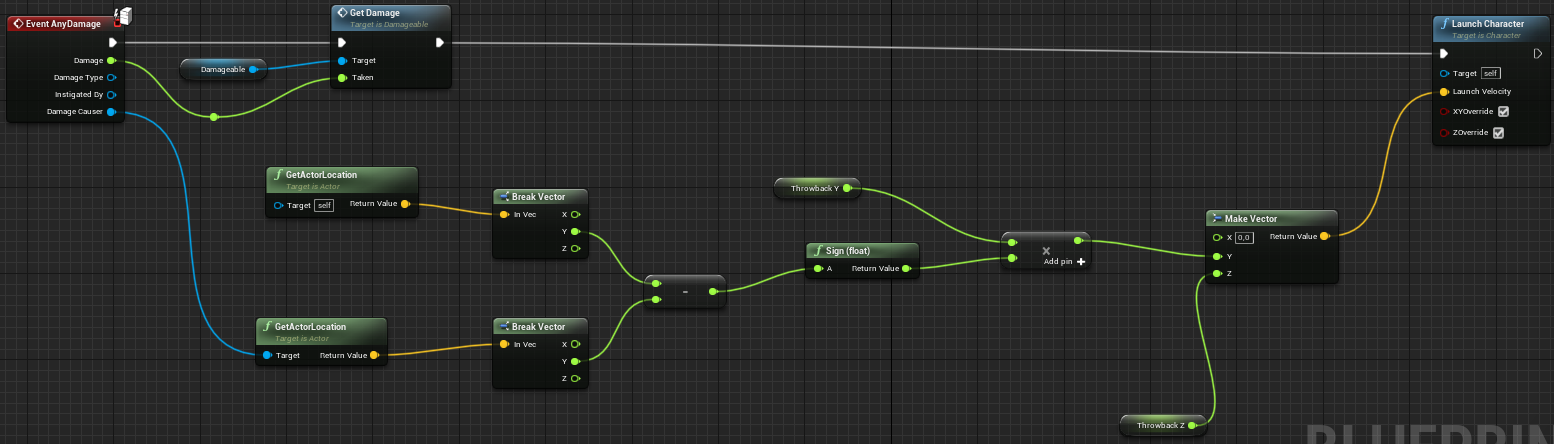 Event AnyDamage
Damage
Damage Type
Instigated By
Damage Causer
Damageable
Get Damage
Target is Damageable
Target
Taken
GetActorLocation
Target is Actor
Target self Return Value
Break Vector
In Vec X
Y
Z
GetActorLocation
Target is Actor
Target Return Value
Break Vector
In Vec X
Y
Z
-
Throwback Y
Sign (float)
A Return Value
x
Add pin +
Make Vector
X 0,0 Return Value
Y
Z
Throwback Z
Launch Character
Target is Character
Target self
Launch Velocity
XYOverride
ZOverride
BLUEPRIN